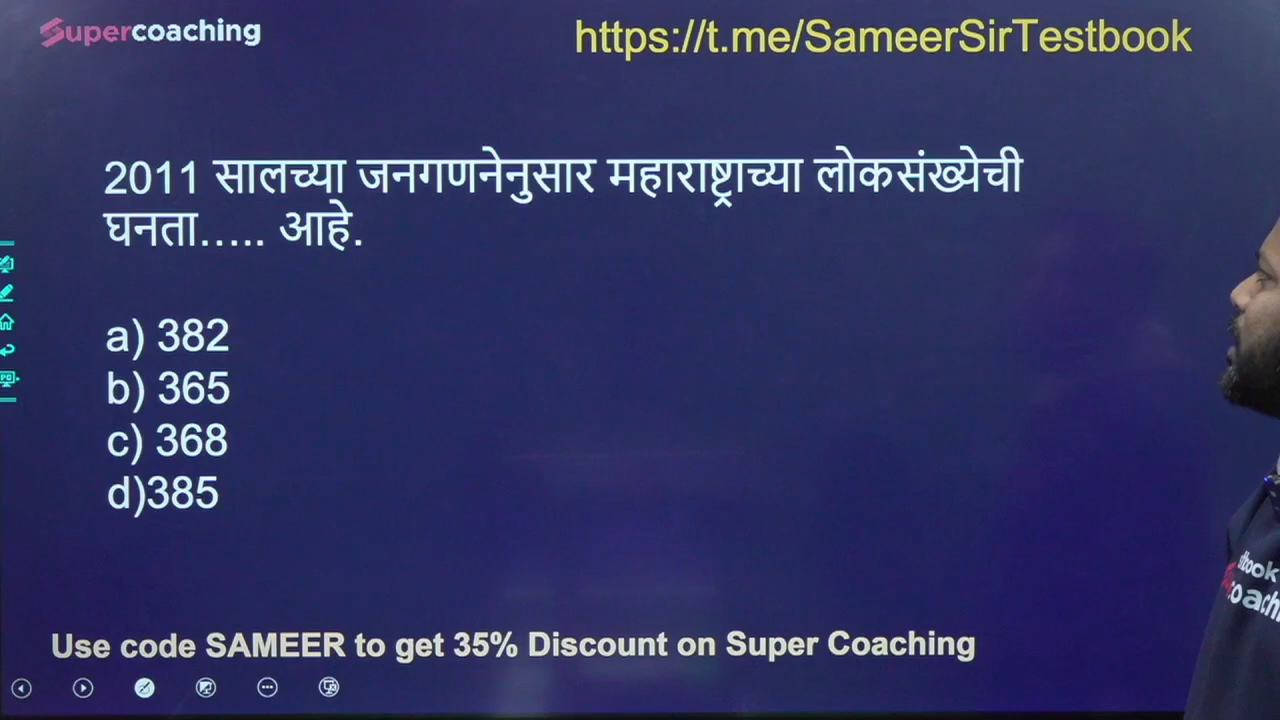 Supercoaching
https://t.me/SameerSirTestbook
2011 सालच्या जनगणनेनुसार महाराष्ट्राच्या लोकसंख्येची
घनता..... आहे.
a) 382
b) 365
c) 368
d)385
Use code SAMEER to get 35% Discount on Super Coaching